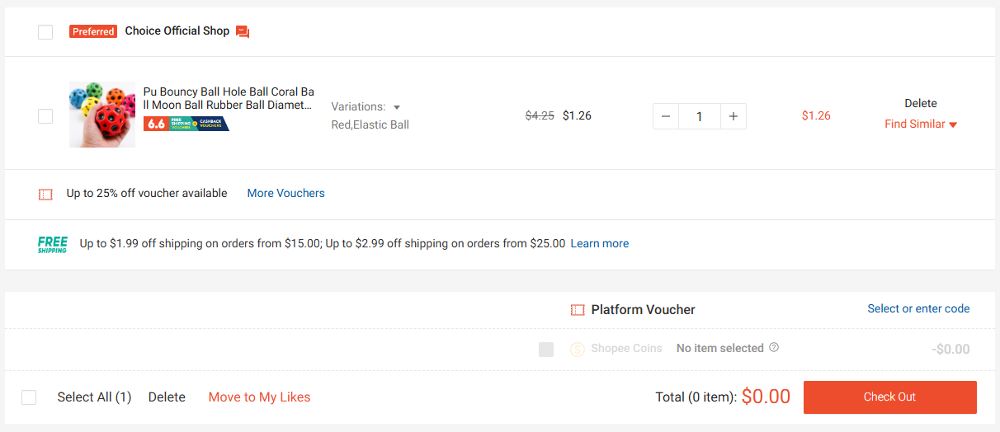 Preferred Choice Official Shop
Pu Bouncy Ball Hole Ball Coral Ba
ll Moon Ball Rubber Ball Diamet...
6.6 FREE SHIPPING VOUCHERS CASHBACK VOUCHERS
Variations:
Red,Elastic Ball
$4.25 $1.26
1
$1.26
Delete
Find Similar
Up to 25% off voucher available More Vouchers
FREE SHIPPING Up to $1.99 off shipping on orders from $15.00; Up to $2.99 off shipping on orders from $25.00 Learn more
Platform Voucher Select or enter code
S Shopee Coins No item selected ? -$0.00
Select All (1) Delete Move to My Likes Total (0 item): $0.00 Check Out